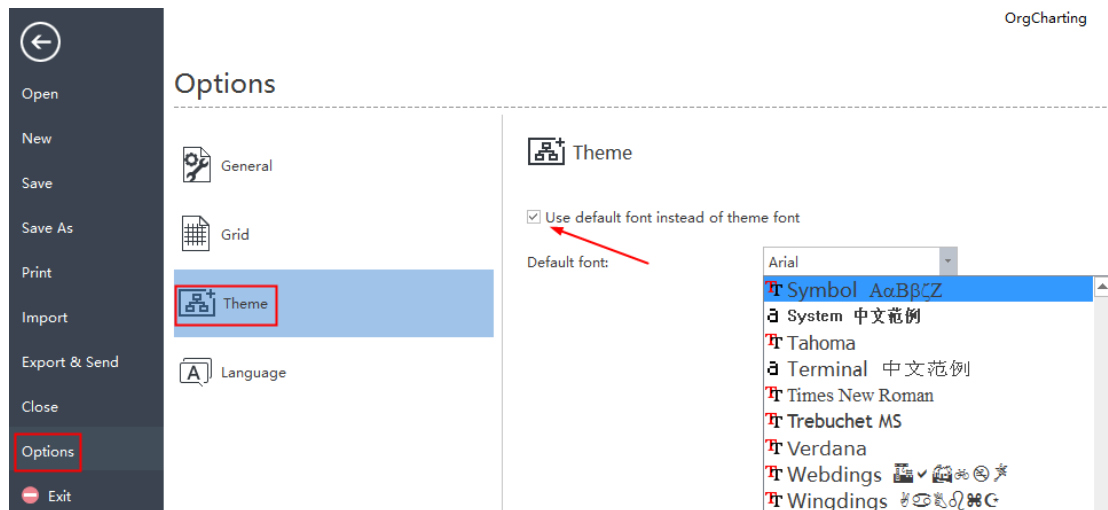 OrgCharting
Open
New
Save
Save As
Print
Import
Export & Send
Close
Options
Exit
Options
General
Grid
Theme
Language
Theme
Use default font instead of theme font
Default font:
Arial
Symbol ΑαΒβζΖ
System 中文范例
Tahoma
Terminal 中文范例
Times New Roman
Trebuchet MS
Verdana
Webdings
Wingdings